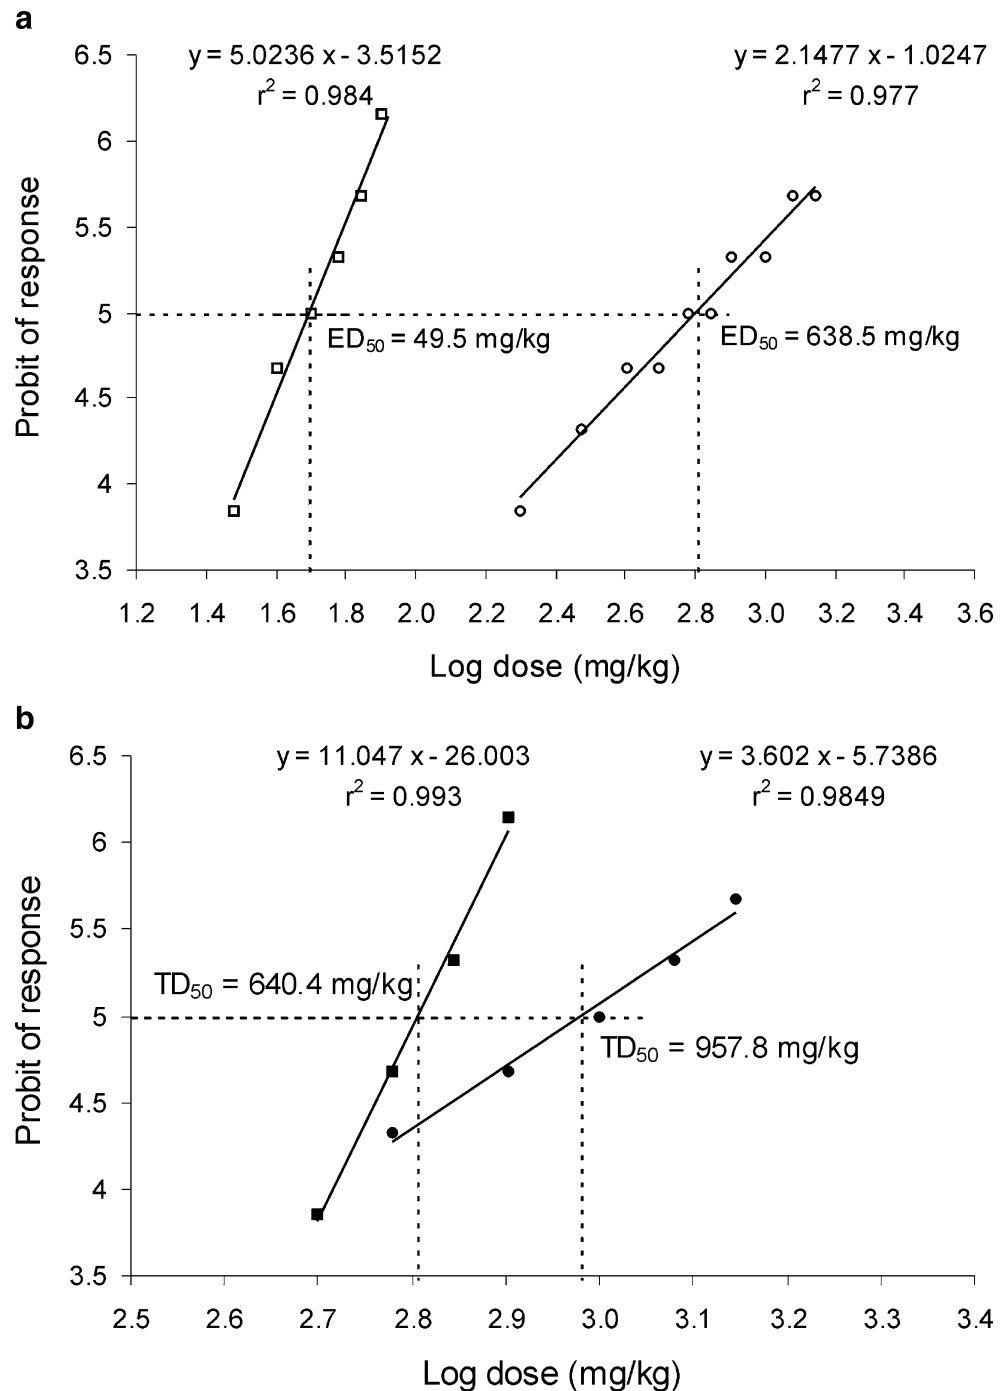 a
y = 5.0236 x - 3.5152
r² = 0.984
y = 2.1477 x - 1.0247
r² = 0.977
6.5
6
5.5
5
4.5
4
3.5
Probit of response
ED₅₀ = 49.5 mg/kg
ED₅₀ = 638.5 mg/kg
1.2 1.4 1.6 1.8 2.0 2.2 2.4 2.6 2.8 3.0 3.2 3.4 3.6
Log dose (mg/kg)
b
y = 11.047 x - 26.003
r² = 0.993
y = 3.602 x - 5.7386
r² = 0.9849
6.5
6
5.5
5
4.5
4
3.5
Probit of response
TD₅₀ = 640.4 mg/kg
TD₅₀ = 957.8 mg/kg
2.5 2.6 2.7 2.8 2.9 3.0 3.1 3.2 3.3 3.4
Log dose (mg/kg)